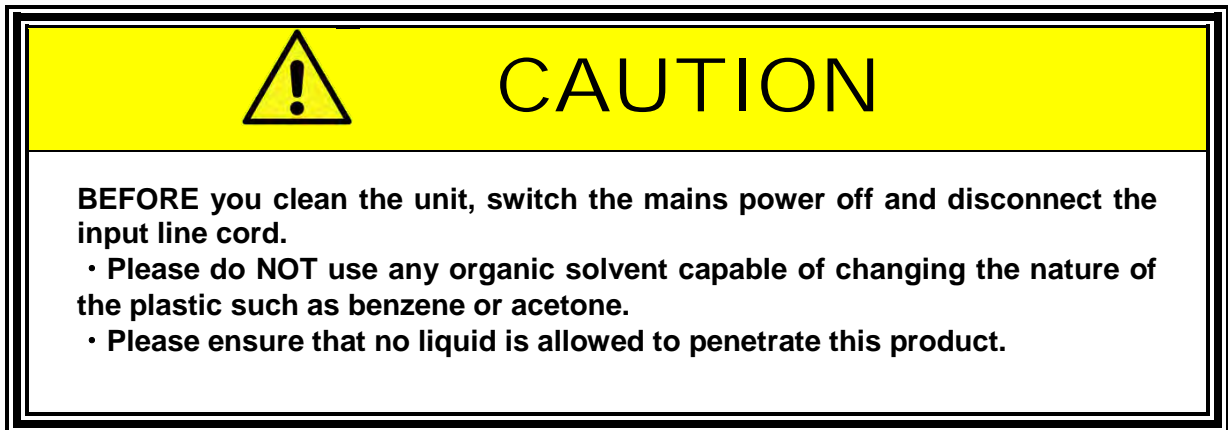 CAUTION
BEFORE you clean the unit, switch the mains power off and disconnect the
input line cord.
・Please do NOT use any organic solvent capable of changing the nature of
the plastic such as benzene or acetone.
・Please ensure that no liquid is allowed to penetrate this product.